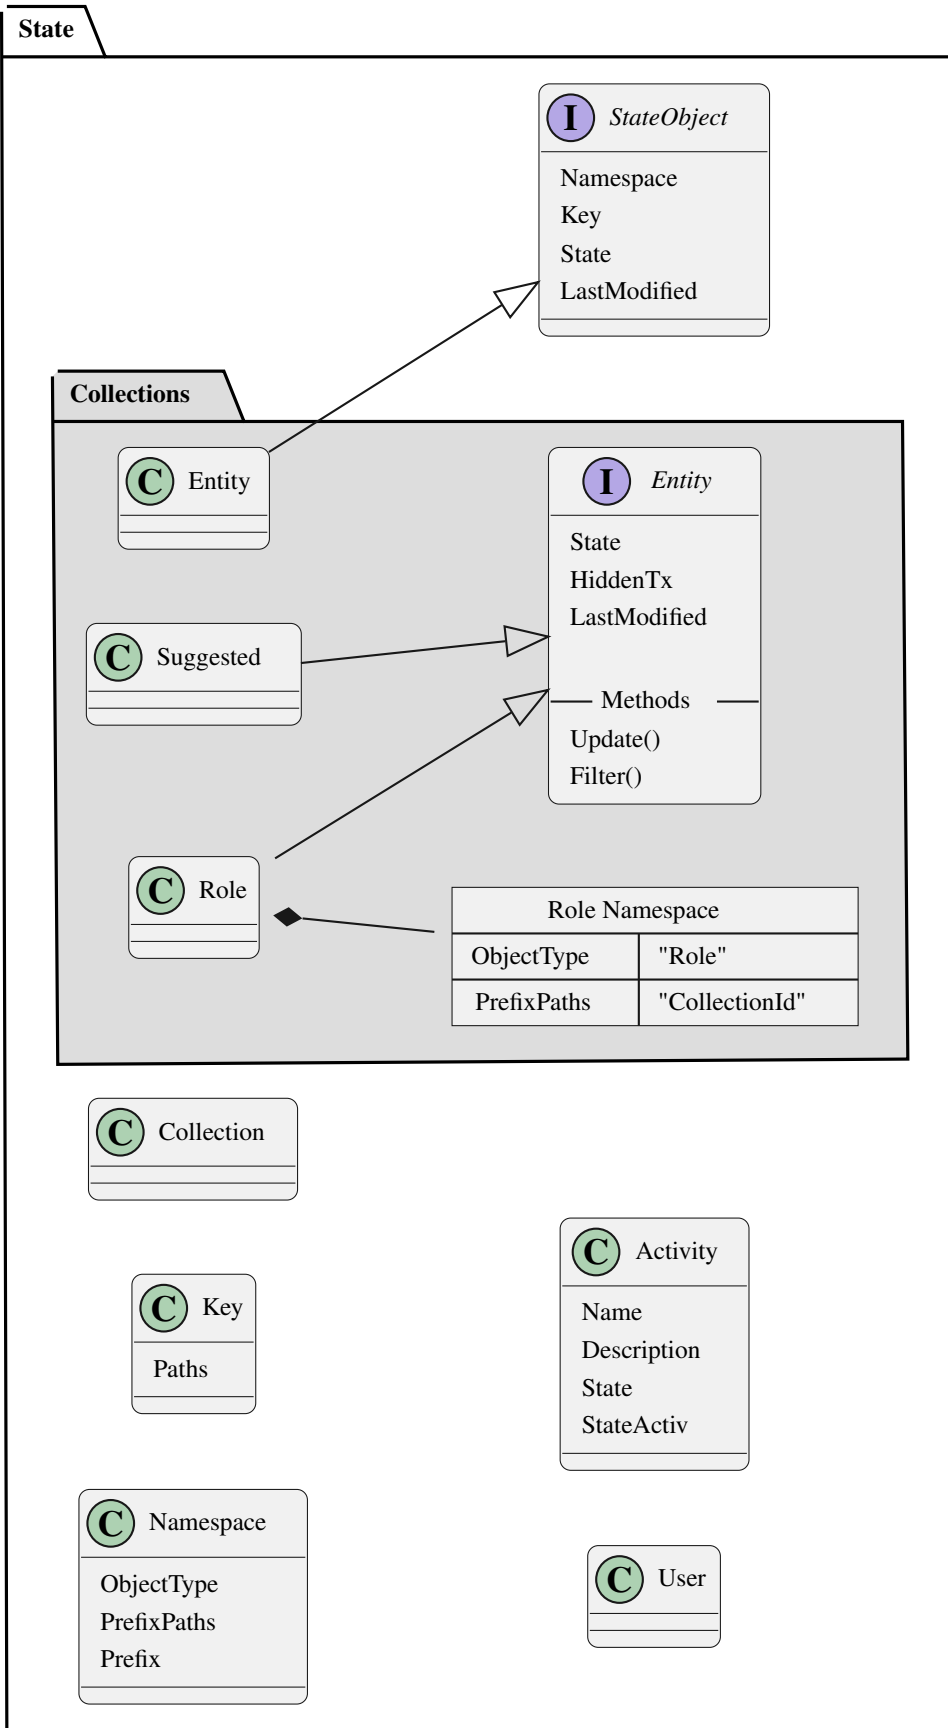 State
I StateObject
Namespace
Key
State
LastModified
Collections
C Entity
I Entity
State
HiddenTx
LastModified
Methods
Update()
Filter()
C Suggested
C Role
Role Namespace
ObjectType "Role"
PrefixPaths "CollectionId"
C Collection
C Activity
Name
Description
State
StateActiv
C Key
Paths
C Namespace
ObjectType
PrefixPaths
Prefix
C User